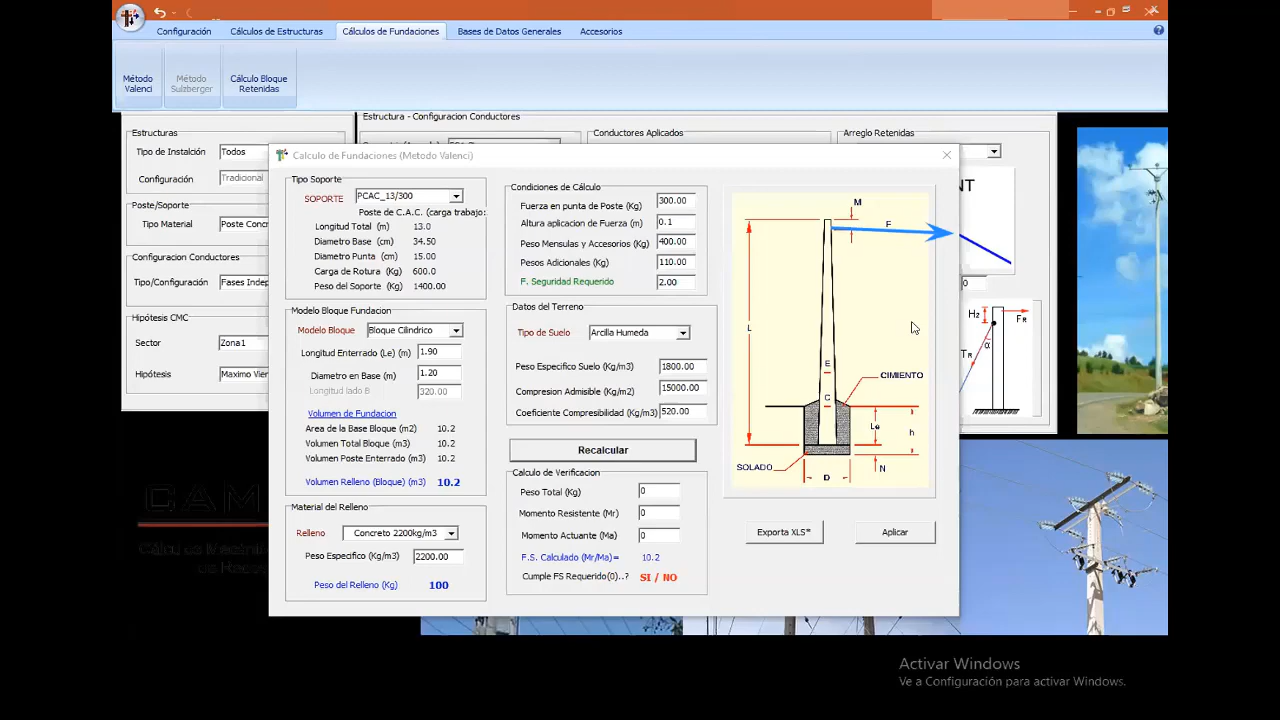 Configuración
Cálculos de Estructuras
Cálculos de Fundaciones
Bases de Datos Generales
Accesorios
Método Valenci
Método Sulzberger
Cálculo Bloque Retenidas
Estructuras
Tipo de Instalción
Todos
Configuración
Tradicional
Poste/Soporte
Tipo Material
Poste Conc
Configuracion Conductores
Tipo/Configuración
Fases Indep
Hipótesis CMC
Sector
Zona1
Hipótesis
Maximo Vien
Estructura - Configuracion Conductores
Conductores Aplicados
Arreglo Retenidas
NT
0
H2
FR
TR
α
Calculo de Fundaciones (Metodo Valenci)
Tipo Soporte
SOPORTE
PCAC_13/300
Poste de C.A.C. (carga trabajo:
Longitud Total (m) 13.0
Diametro Base (cm) 34.50
Diametro Punta (cm) 15.00
Carga de Rotura (Kg) 600.0
Peso del Soporte (Kg) 1400.00
Modelo Bloque Fundacion
Modelo Bloque Bloque Cilindrico
Longitud Enterrado (Le) (m) 1.90
Diametro en Base (m) 1.20
Longitud lado B 320.00
Volumen de Fundacion
Area de la Base Bloque (m2) 10.2
Volumen Total Bloque (m3) 10.2
Volumen Poste Enterrado (m3) 10.2
Volumen Relleno (Bloque) (m3) 10.2
Material del Relleno
Relleno Concreto 2200kg/m3
Peso Especifico (Kg/m3) 2200.00
Peso del Relleno (Kg) 100
Condiciones de Cálculo
Fuerza en punta de Poste (Kg) 300.00
Altura aplicacion de Fuerza (m) 0.1
Peso Mensulas y Accesorios (Kg) 400.00
Pesos Adicionales (Kg) 110.00
F. Seguridad Requerido 2.00
Datos del Terreno
Tipo de Suelo Arcilla Humeda
Peso Especifico Suelo (Kg/m3) 1800.00
Compresion Admisible (Kg/m2) 15000.00
Coeficiente Compresibilidad (Kg/m3) 520.00
Recalcular
Calculo de Verificacion
Peso Total (Kg) 0
Momento Resistente (Mr) 0
Momento Actuante (Ma) 0
F.S. Calculado (Mr/Ma)= 10.2
Cumple FS Requerido(0)..? SI / NO
M
F
L
E
C
CIMIENTO
Le
h
SOLADO
N
D
Exporta XLS*
Aplicar
CAM
de Redes
Activar Windows
Ve a Configuración para activar Windows.